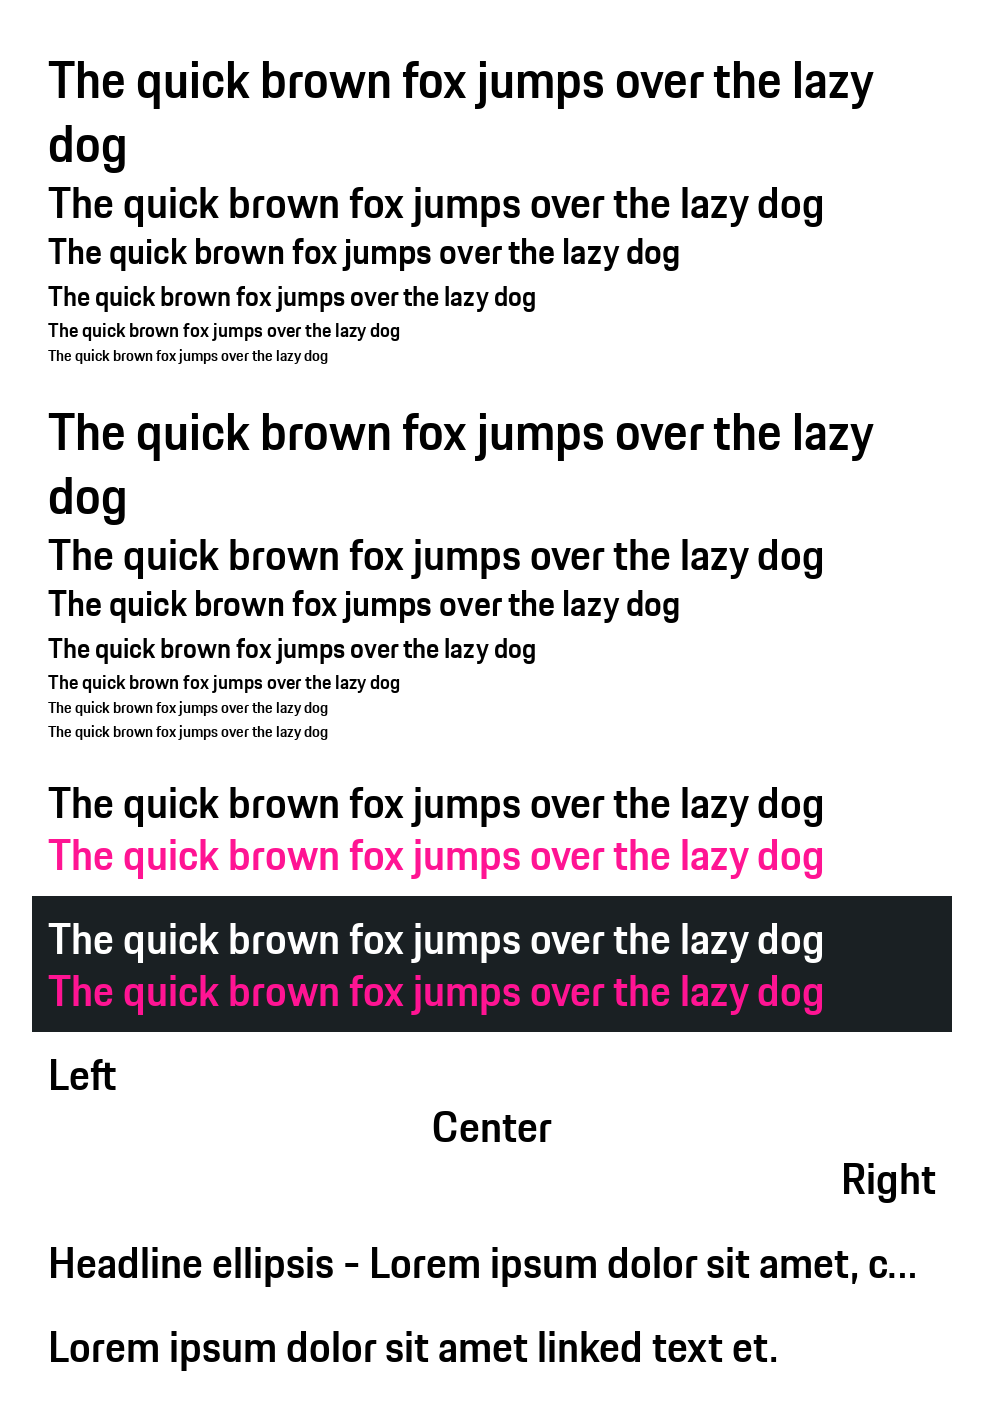 The quick brown fox jumps over the lazy
dog
The quick brown fox jumps over the lazy dog
The quick brown fox jumps over the lazy dog
The quick brown fox jumps over the lazy dog
The quick brown fox jumps over the lazy dog
The quick brown fox jumps over the lazy dog
The quick brown fox jumps over the lazy
dog
The quick brown fox jumps over the lazy dog
The quick brown fox jumps over the lazy dog
The quick brown fox jumps over the lazy dog
The quick brown fox jumps over the lazy dog
The quick brown fox jumps over the lazy dog
The quick brown fox jumps over the lazy dog
The quick brown fox jumps over the lazy dog
The quick brown fox jumps over the lazy dog
The quick brown fox jumps over the lazy dog
The quick brown fox jumps over the lazy dog
Left
Center
Right
Headline ellipsis - Lorem ipsum dolor sit amet, c...
Lorem ipsum dolor sit amet linked text et.